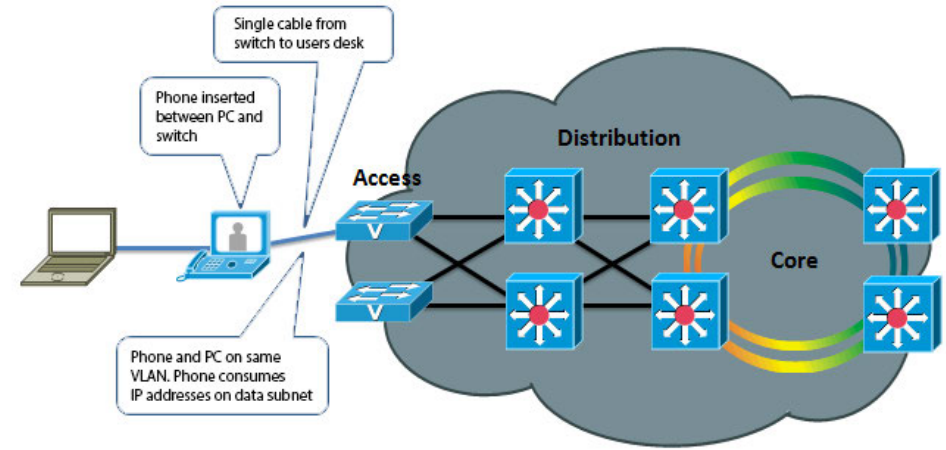 Single cable from
switch to users desk
Phone inserted
between PC and
switch
Distribution
Access
V
Core
V
Phone and PC on same
VLAN. Phone consumes
IP addresses on data subnet